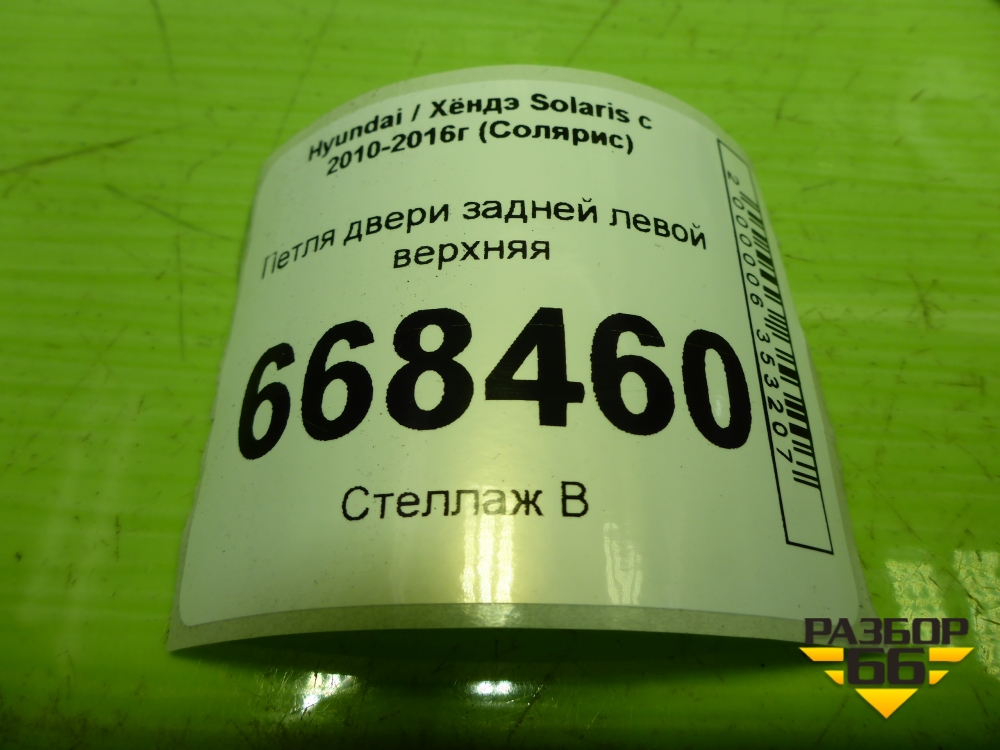 Hyundai / Хёндэ Solaris с
2010-2016г (Солярис)
Петля двери задней левой
верхняя
668460
Стеллаж В
2000006353207
РАЗБОР
66